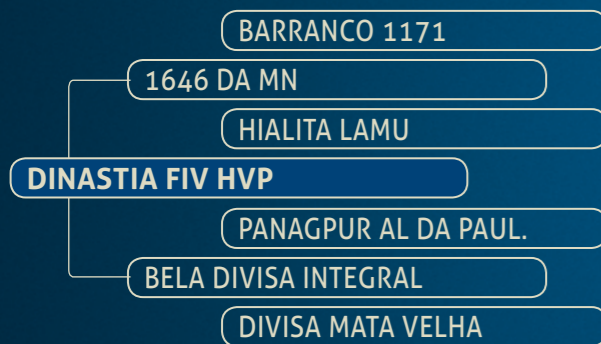 BARRANCO 1171
1646 DA MN
HIALITA LAMU
DINASTIA FIV HVP
PANAGPUR AL DA PAUL.
BELA DIVISA INTEGRAL
DIVISA MATA VELHA